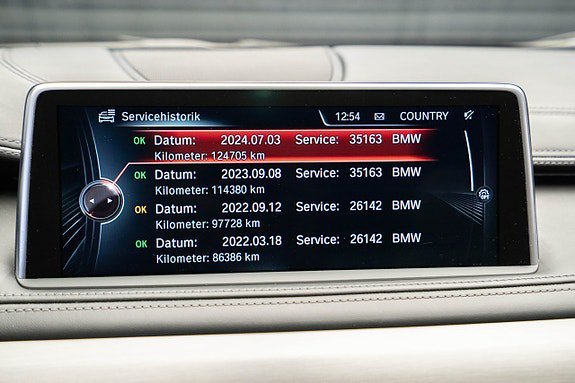 Servicehistorik 12:54 COUNTRY
OK Datum: 2024.07.03 Service: 35163 BMW
Kilometer: 124705 km
OK Datum: 2023.09.08 Service: 35163 BMW
Kilometer: 114380 km
OK Datum: 2022.09.12 Service: 26142 BMW
Kilometer: 97728 km
OK Datum: 2022.03.18 Service: 26142 BMW
Kilometer: 86386 km